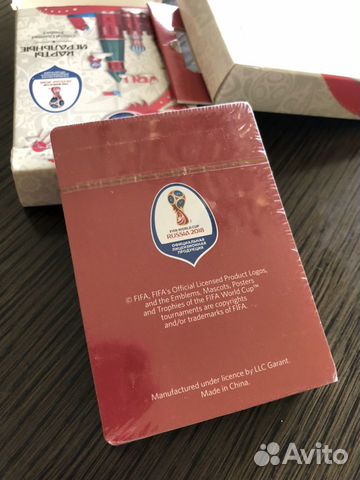 КАРТЫ
ИГРАЛЬНЫЕ
FIFA WORLD CUP
RUSSIA 2018
ОФИЦИАЛЬНАЯ
ЛИЦЕНЗИОННАЯ
ПРОДУКЦИЯ
© FIFA, FIFA's Official Licensed Product Logos,
and the Emblems, Mascots, Posters
and Trophies of the FIFA World Cup™
tournaments are copyrights
and/or trademarks of FIFA.
Manufactured under licence by LLC Garant.
Made in China.
Avito